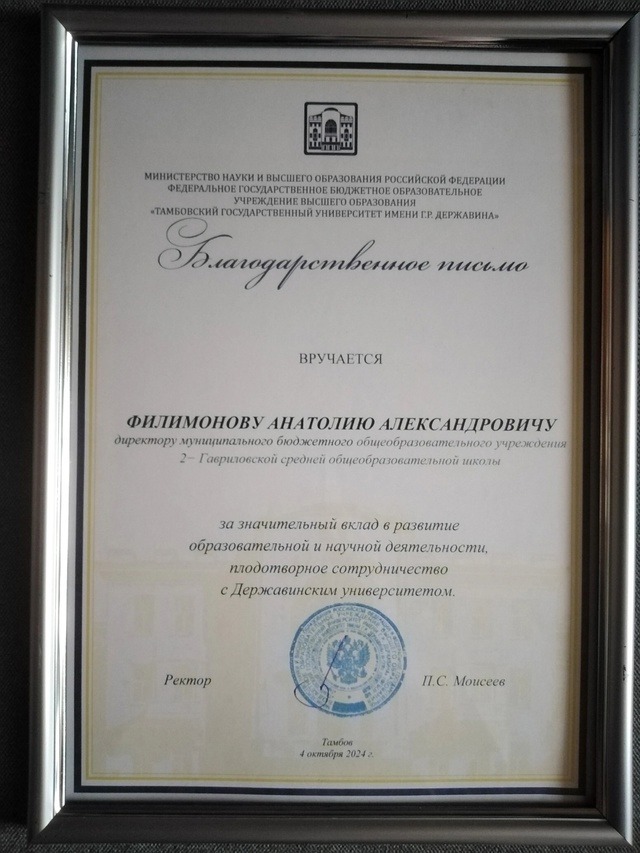 МИНИСТЕРСТВО НАУКИ И ВЫСШЕГО ОБРАЗОВАНИЯ РОССИЙСКОЙ ФЕДЕРАЦИИ
ФЕДЕРАЛЬНОЕ ГОСУДАРСТВЕННОЕ БЮДЖЕТНОЕ ОБРАЗОВАТЕЛЬНОЕ
УЧРЕЖДЕНИЕ ВЫСШЕГО ОБРАЗОВАНИЯ
«ТАМБОВСКИЙ ГОСУДАРСТВЕННЫЙ УНИВЕРСИТЕТ ИМЕНИ Г.Р. ДЕРЖАВИНА»
Благодарственное письмо
ВРУЧАЕТСЯ
ФИЛИМОНОВУ АНАТОЛИЮ АЛЕКСАНДРОВИЧУ
директору муниципального бюджетного общеобразовательного учреждения
2– Гавриловской средней общеобразовательной школы
за значительный вклад в развитие
образовательной и научной деятельности,
плодотворное сотрудничество
с Державинским университетом.
Ректор П.С. Моисеев
Тамбов
4 октября 2024 г.